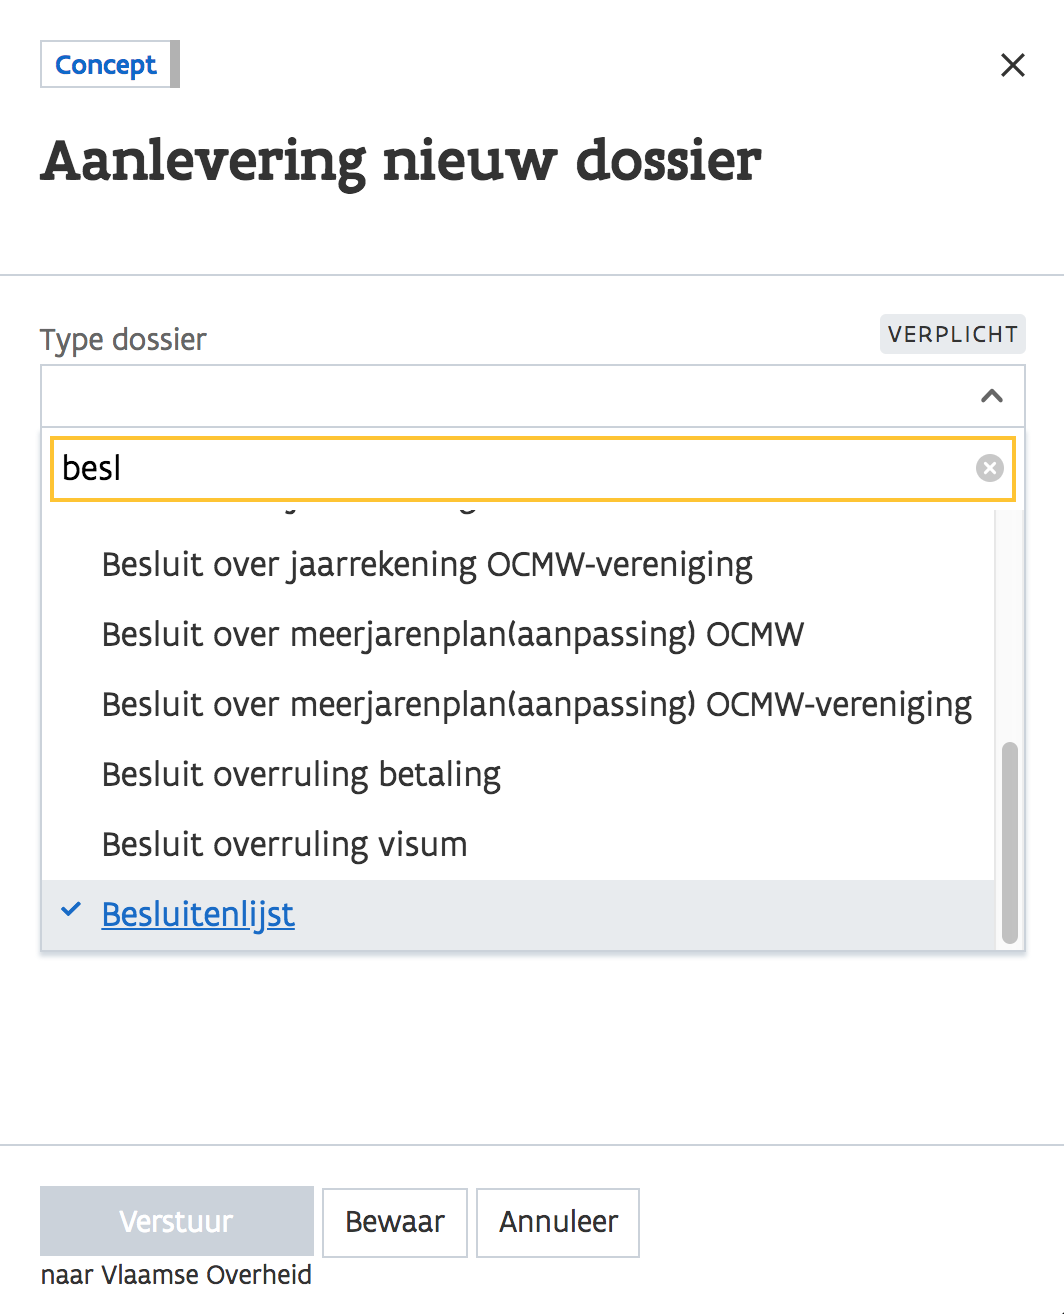 Concept
Aanlevering nieuw dossier
Type dossier
VERPLICHT
besl
Besluit over jaarrekening OCMW-vereniging
Besluit over meerjarenplan(aanpassing) OCMW
Besluit over meerjarenplan(aanpassing) OCMW-vereniging
Besluit overruling betaling
Besluit overruling visum
Besluitenlijst
Verstuur
Bewaar
Annuleer
naar Vlaamse Overheid